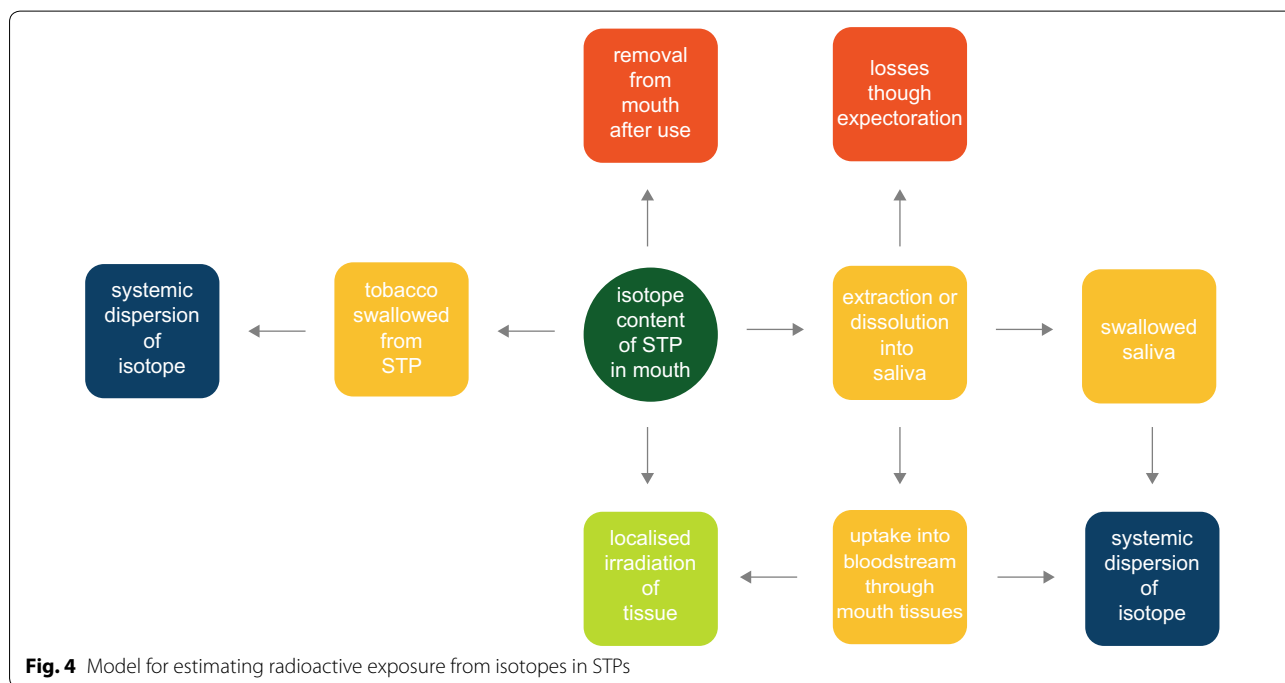 removal
from
mouth
after use
losses
though
expectoration
systemic
dispersion
of
isotope
tobacco
swallowed
from
STP
isotope
content
of STP
in mouth
extraction or
dissolution
into
saliva
swallowed
saliva
localised
irradiation
of
tissue
uptake into
bloodstream
through
mouth tissues
systemic
dispersion
of
isotope
Fig. 4 Model for estimating radioactive exposure from isotopes in STPs